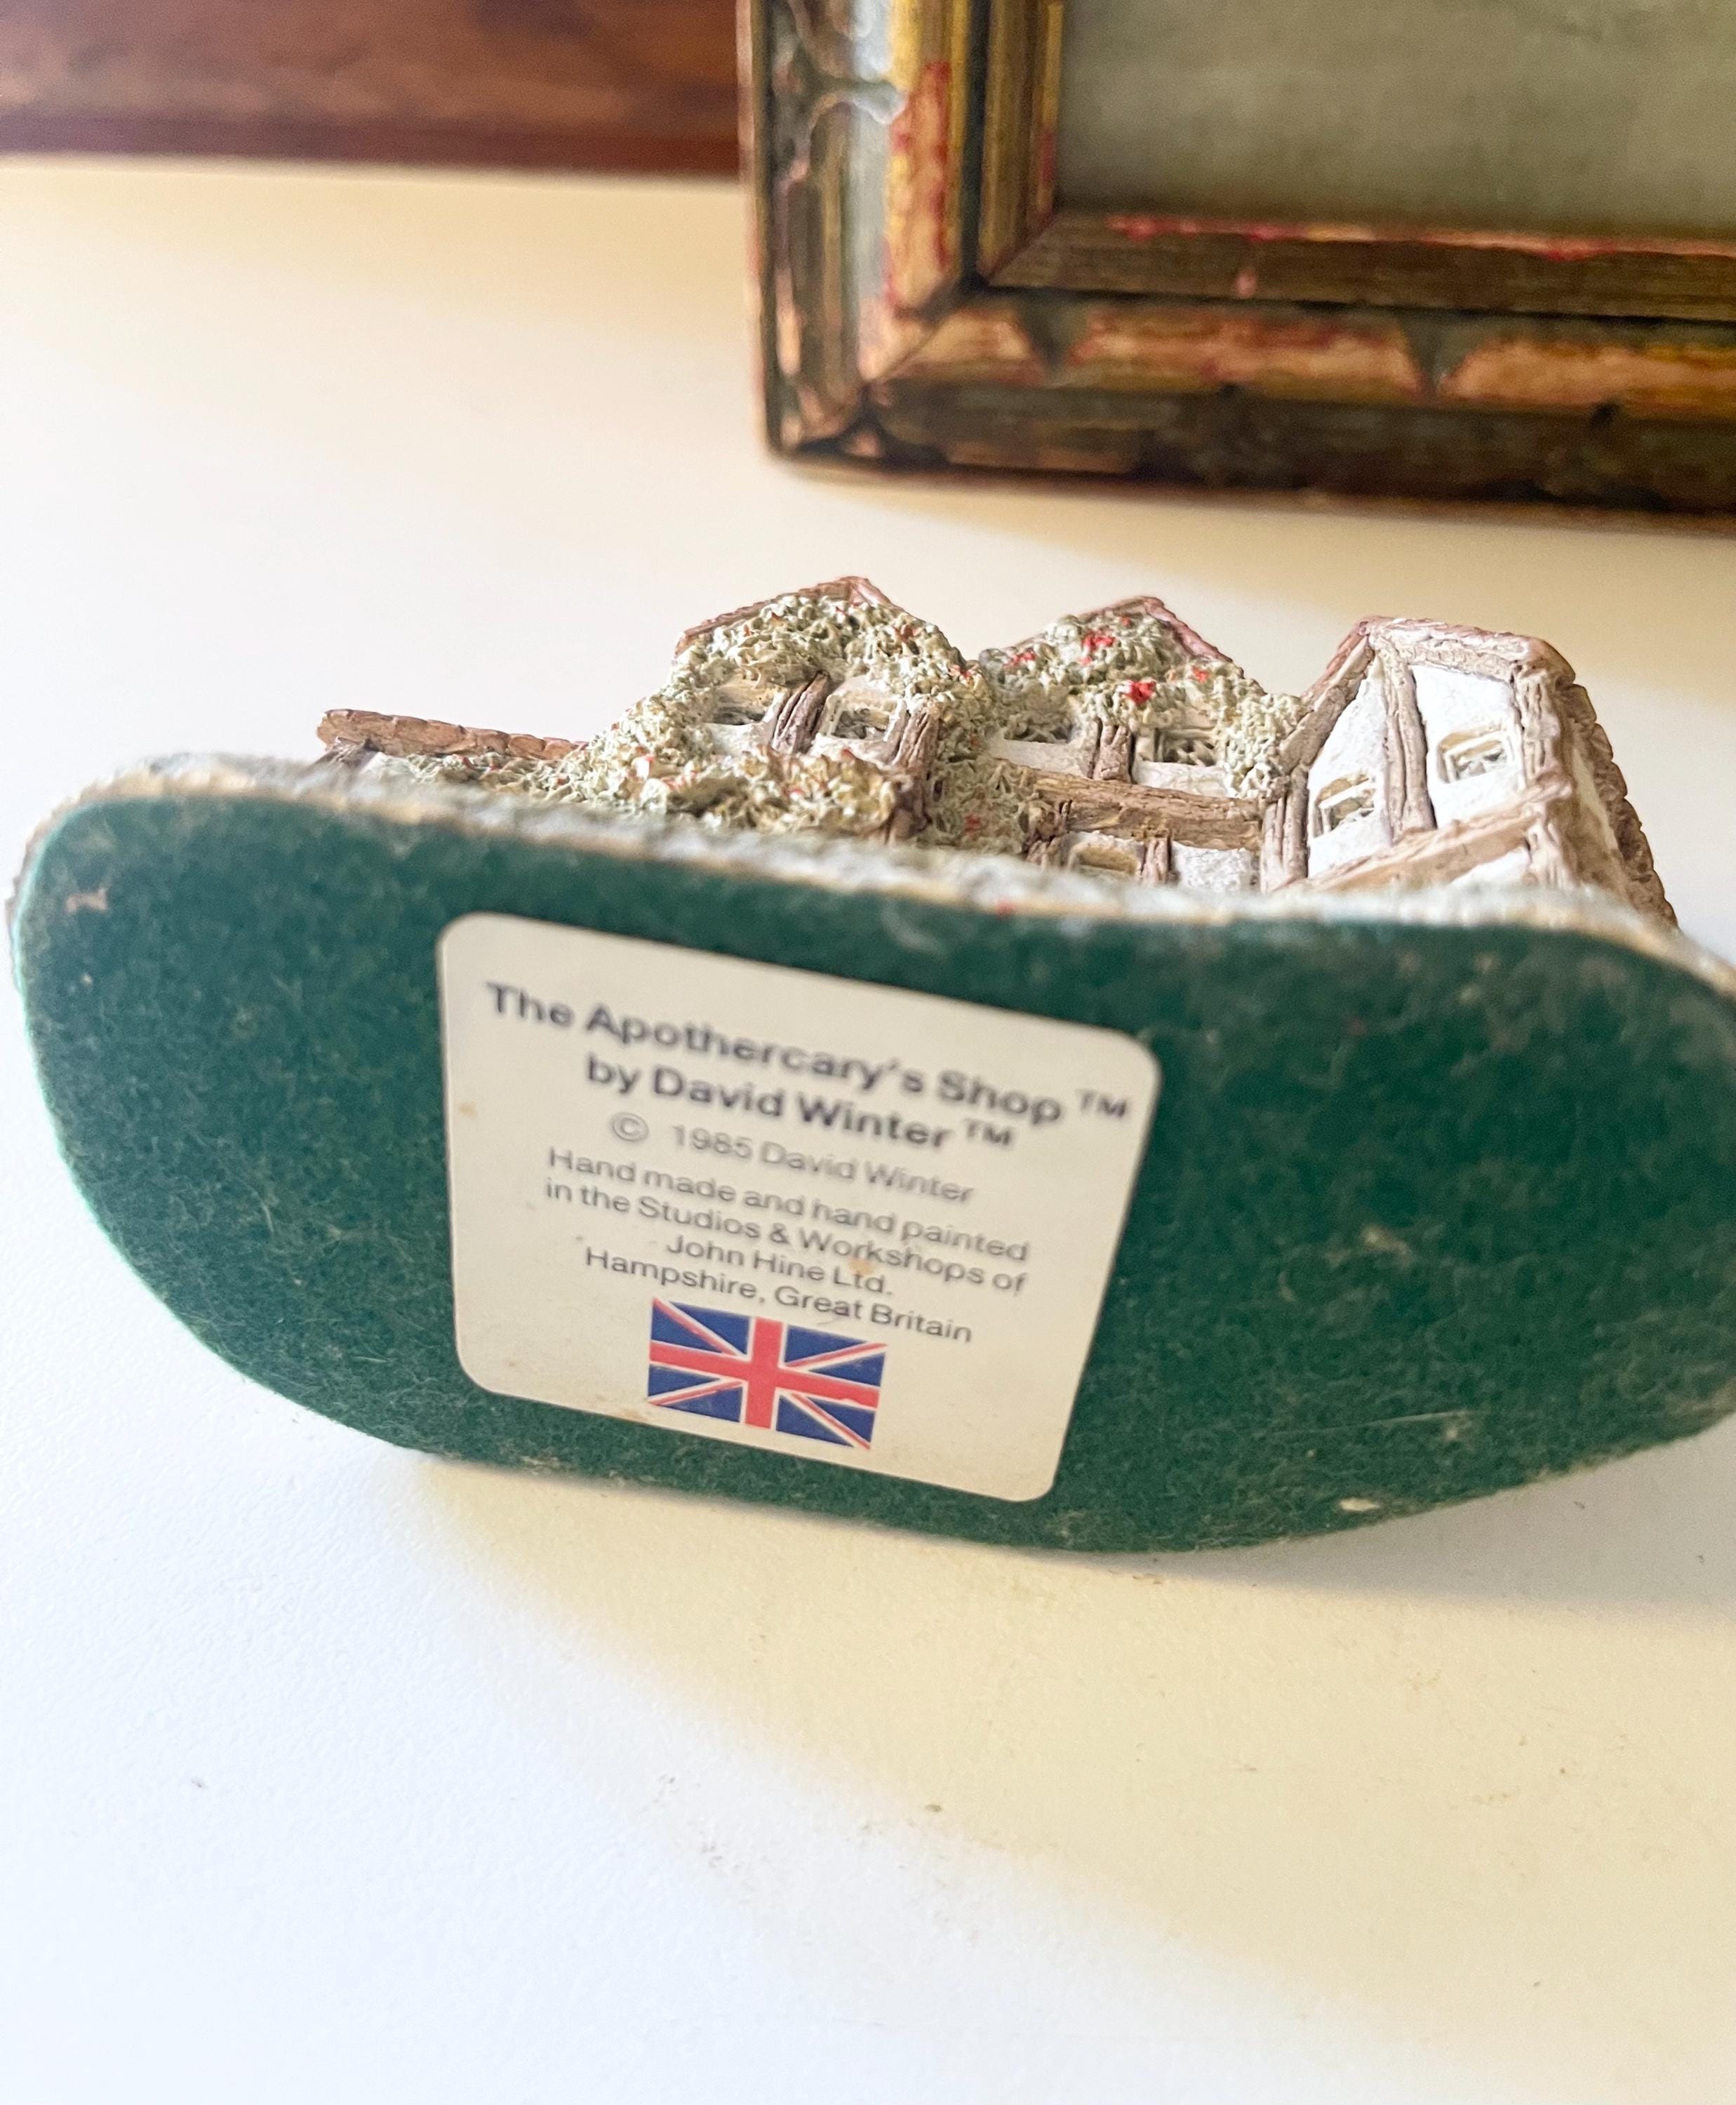 The Apothercary's Shop ™
by David Winter ™
© 1985 David Winter
Hand made and hand painted
in the Studios & Workshops of
John Hine Ltd.
Hampshire, Great Britain